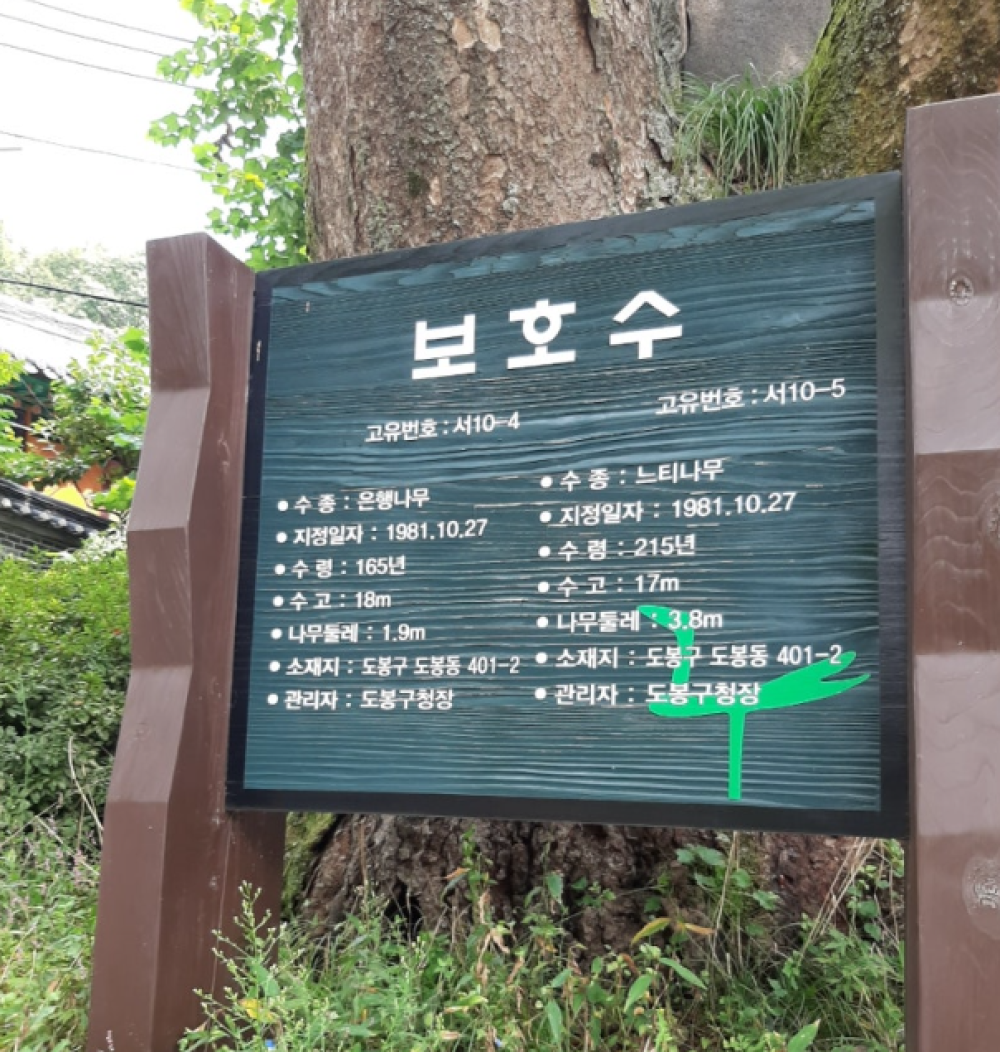 보호수
고유번호 : 서10-4
● 수 종 : 은행나무
● 지정일자 : 1981.10.27
● 수 령 : 165년
● 수 고 : 18m
● 나무둘레 : 1.9m
● 소재지 : 도봉구 도봉동 401-2
● 관리자 : 도봉구청장
고유번호 : 서10-5
● 수 종 : 느티나무
● 지정일자 : 1981.10.27
● 수 령 : 215년
● 수 고 : 17m
● 나무둘레 : 3.8m
● 소재지 : 도봉구 도봉동 401-2
● 관리자 : 도봉구청장